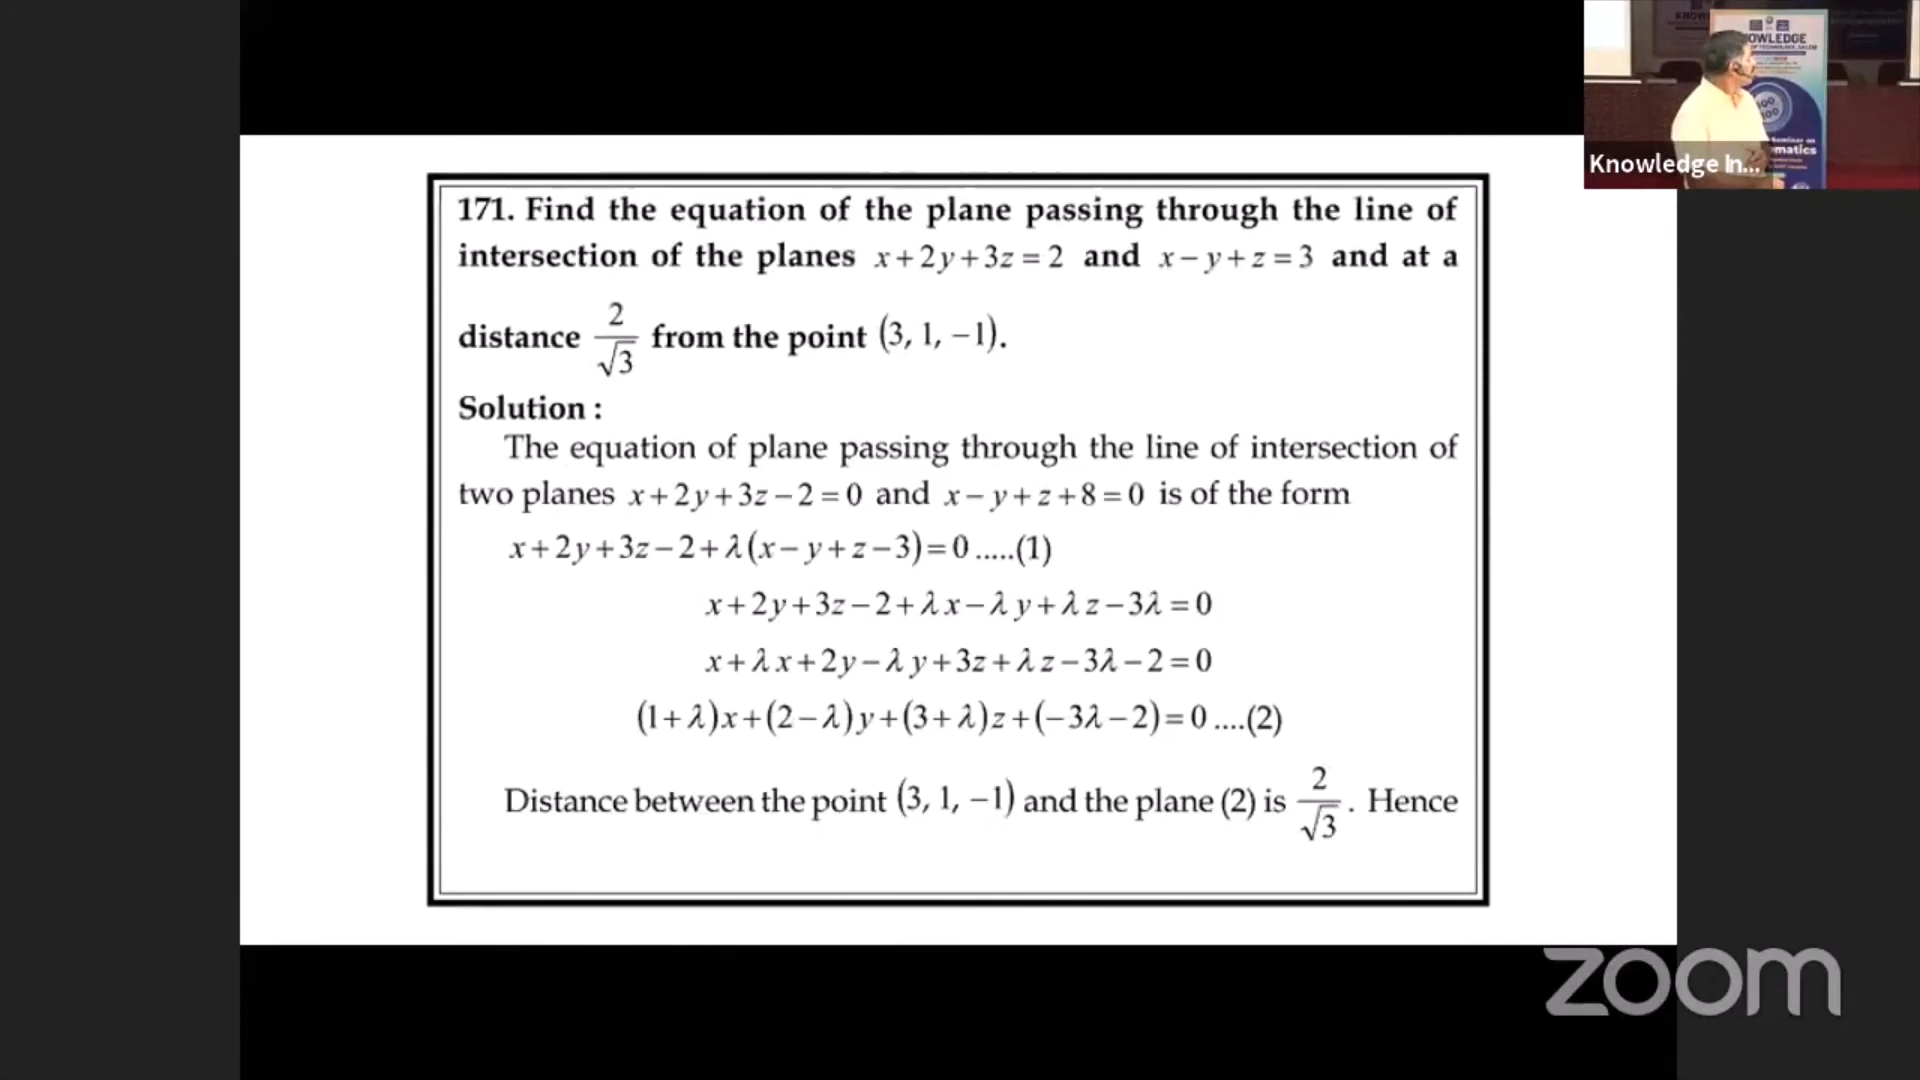 171. Find the equation of the plane passing through the line of
intersection of the planes x+2y+3z=2 and x−y+z=3 and at a
distance 2/√3 from the point (3, 1, −1).
Solution :
The equation of plane passing through the line of intersection of
two planes x+2y+3z−2=0 and x−y+z+8=0 is of the form
x+2y+3z−2+λ(x−y+z−3)=0 .....(1)
x+2y+3z−2+λx−λy+λz−3λ=0
x+λx+2y−λy+3z+λz−3λ−2=0
(1+λ)x+(2−λ)y+(3+λ)z+(−3λ−2)=0 ....(2)
Distance between the point (3, 1, −1) and the plane (2) is 2/√3 . Hence
OWLEDGE
matics
Knowledge In...
zoom